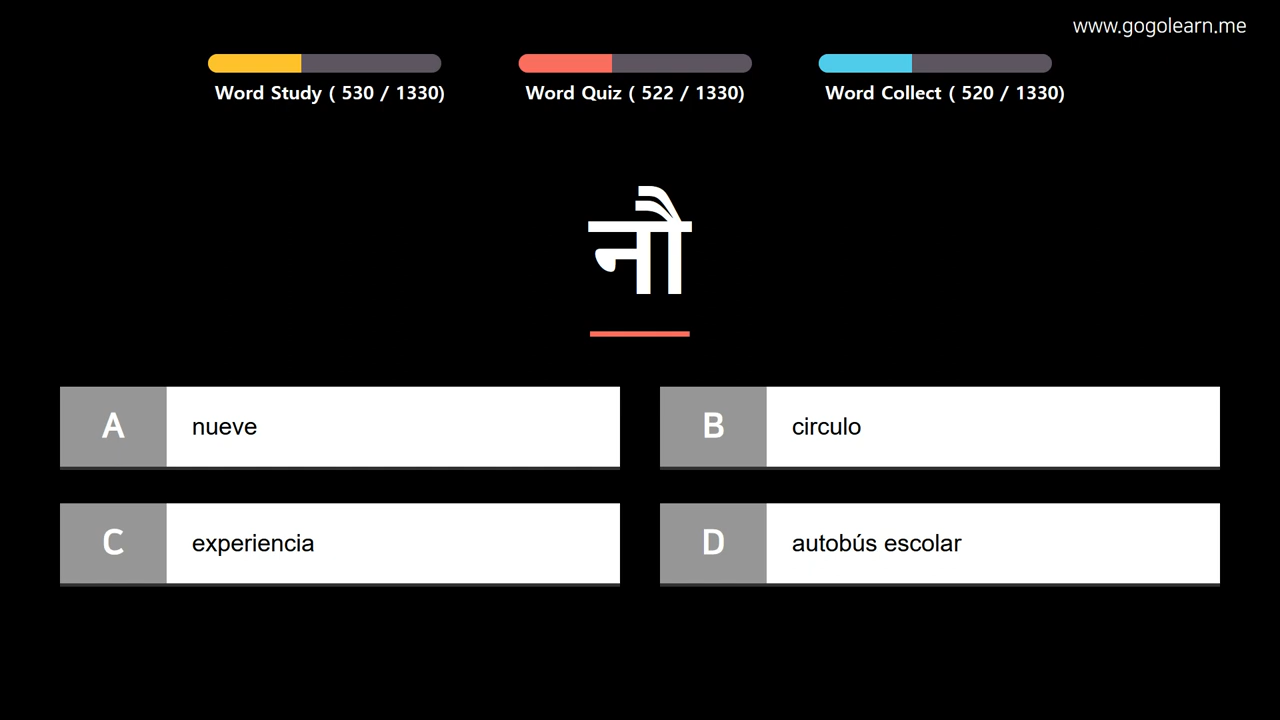 www.gogolearn.me
Word Study ( 530 / 1330)
Word Quiz ( 522 / 1330)
Word Collect ( 520 / 1330)
नौ
A nueve
B circulo
C experiencia
D autobús escolar